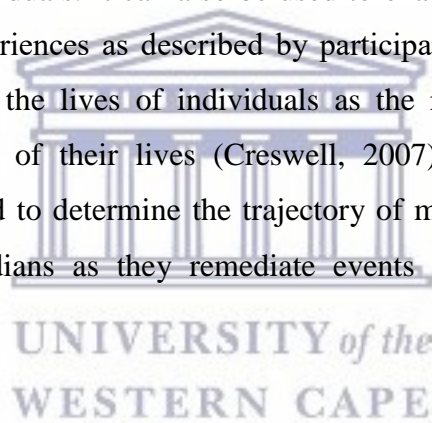 riences as described by participa
the lives of individuals as the
of their lives (Creswell, 2007)
d to determine the trajectory of m
dians as they remediate events
UNIVERSITY of the
WESTERN CAPE